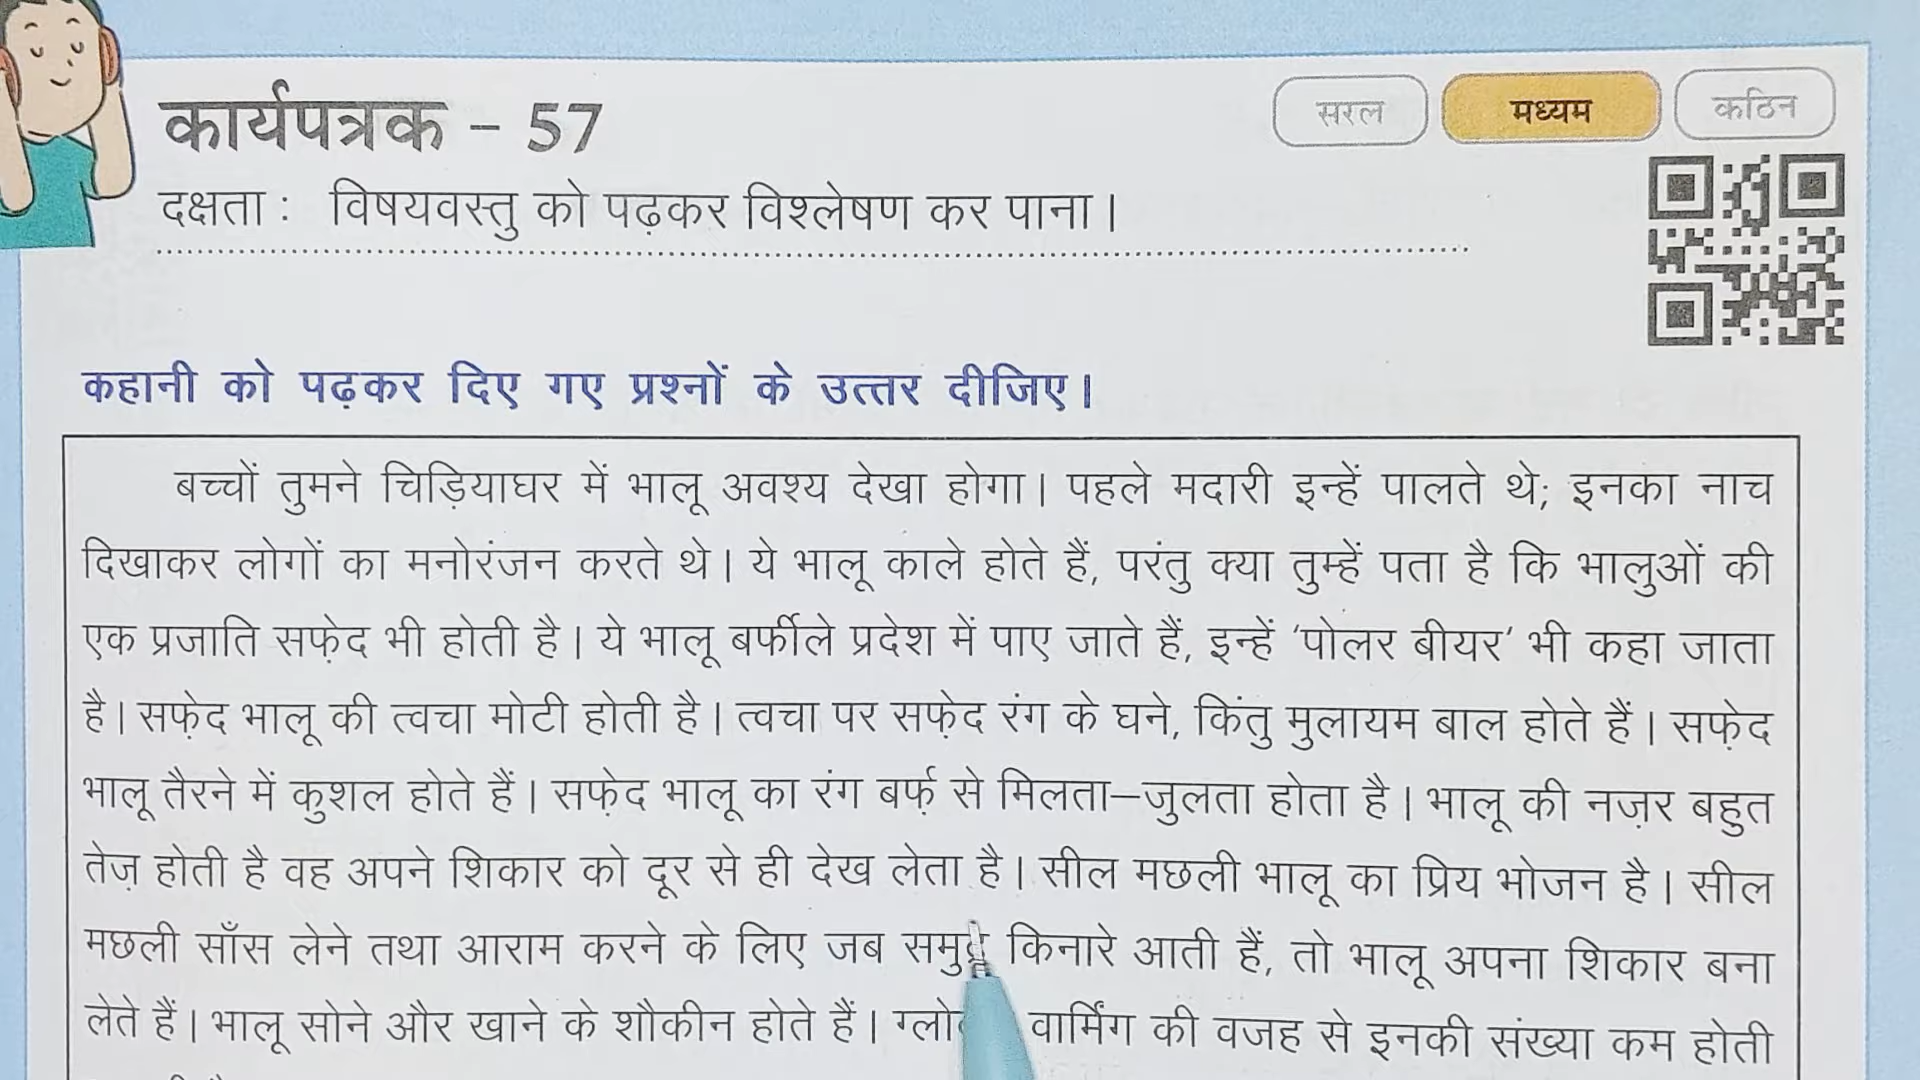 कार्यपत्रक – 57
सरल मध्यम कठिन
दक्षता : विषयवस्तु को पढ़कर विश्लेषण कर पाना।
कहानी को पढ़कर दिए गए प्रश्नों के उत्तर दीजिए।
बच्चों तुमने चिड़ियाघर में भालू अवश्य देखा होगा। पहले मदारी इन्हें पालते थे; इनका नाच
दिखाकर लोगों का मनोरंजन करते थे। ये भालू काले होते हैं, परंतु क्या तुम्हें पता है कि भालुओं की
एक प्रजाति सफ़ेद भी होती है। ये भालू बर्फीले प्रदेश में पाए जाते हैं, इन्हें ‘पोलर बीयर’ भी कहा जाता
है। सफ़ेद भालू की त्वचा मोटी होती है। त्वचा पर सफ़ेद रंग के घने, किंतु मुलायम बाल होते हैं। सफ़ेद
भालू तैरने में कुशल होते हैं। सफ़ेद भालू का रंग बर्फ़ से मिलता–जुलता होता है। भालू की नज़र बहुत
तेज़ होती है वह अपने शिकार को दूर से ही देख लेता है। सील मछली भालू का प्रिय भोजन है। सील
मछली साँस लेने तथा आराम करने के लिए जब किनारे आती हैं, तो भालू अपना शिकार बना
लेते हैं। भालू सोने और खाने के शौकीन होते हैं। वार्मिंग की वजह से इनकी संख्या कम होती